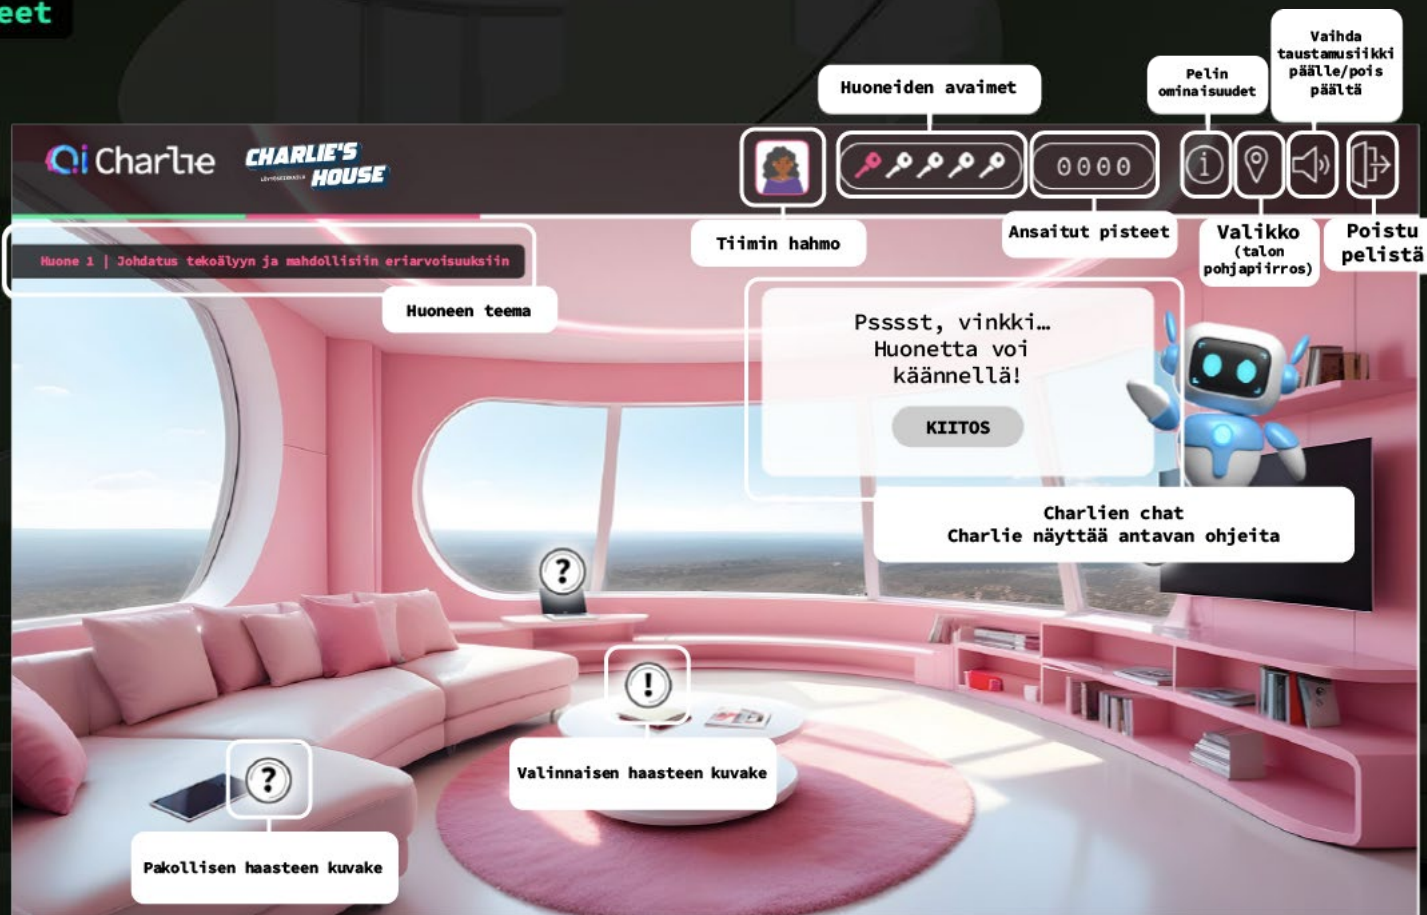 eet
Vaihda
taustamusiikki
päälle/pois
päältä
Pelin
ominaisuudet
Huoneiden avaimet
Qi Charlie
CHARLIE'S
HOUSE
0000
i
Tiimin hahmo
Ansaitut pisteet
Valikko
(talon
pohjapiirros)
Poistu
pelistä
Huone 1 | Johdatus tekoälyyn ja mahdollisiin eriarvoisuuksiin
Huoneen teema
Psssst, vinkki…
Huonetta voi
käännellä!
KIITOS
Charlien chat
Charlie näyttää antavan ohjeita
?
!
Valinnaisen haasteen kuvake
?
Pakollisen haasteen kuvake